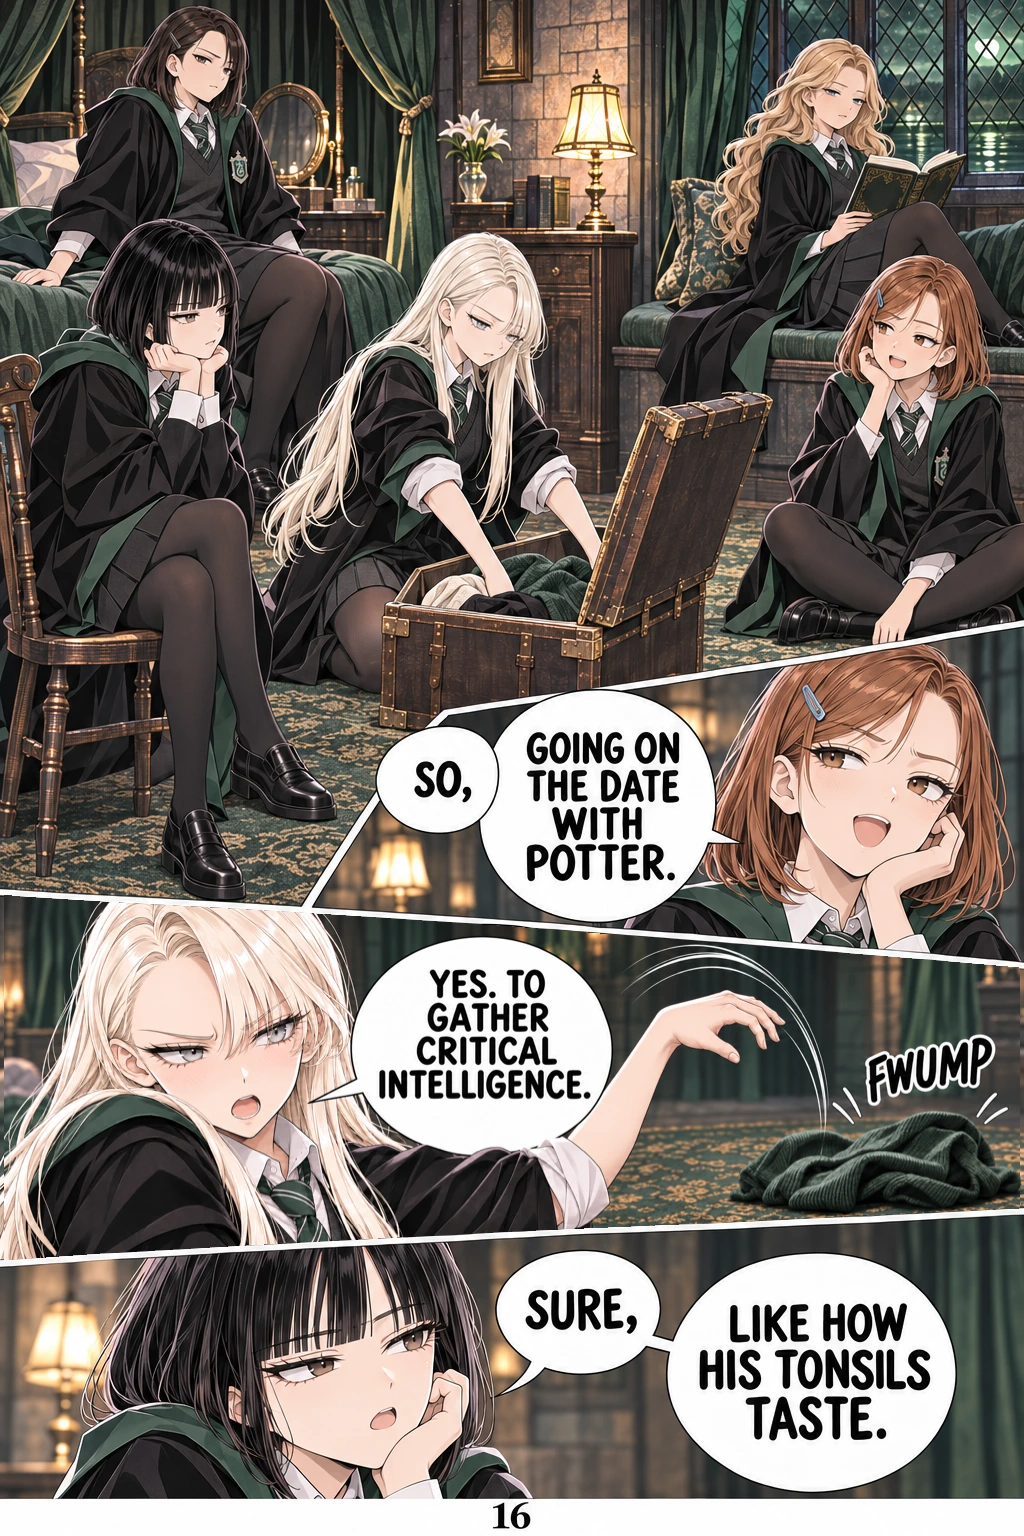 SO,
GOING ON
THE DATE
WITH
POTTER.
YES. TO
GATHER
CRITICAL
INTELLIGENCE.
FWUMP
SURE,
LIKE HOW
HIS TONSILS
TASTE.
16